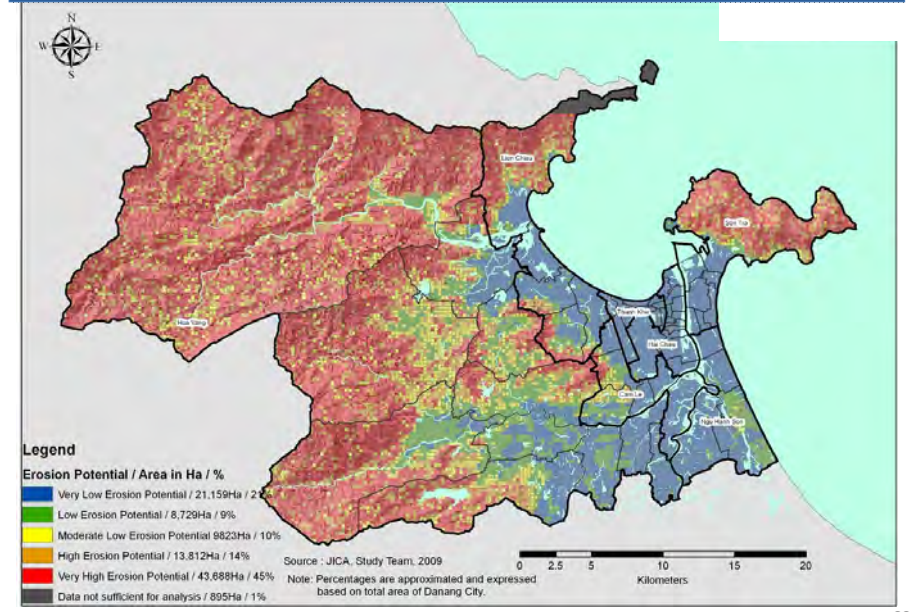 N
W E
S
Lien Chieu
Son Tra
Hoa Vang
Thanh Khe
Hai Chau
Cam Le
Ngu Hanh Son
Legend
Erosion Potential / Area in Ha / %
Very Low Erosion Potential / 21,159Ha / 21%
Low Erosion Potential / 8,729Ha / 9%
Moderate Low Erosion Potential 9823Ha / 10%
High Erosion Potential / 13,812Ha / 14%
Very High Erosion Potential / 43,688Ha / 45%
Data not sufficient for analysis / 895Ha / 1%
Source : JICA, Study Team, 2009
Note: Percentages are approximated and expressed
based on total area of Danang City.
0 2.5 5 10 15 20
Kilometers